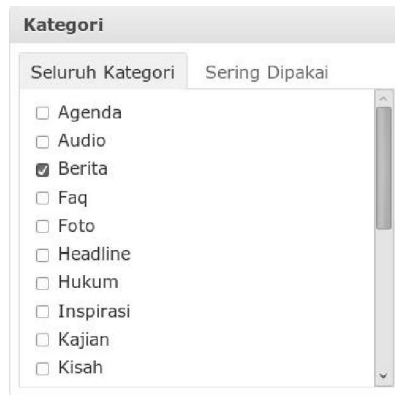 Kategori
Seluruh Kategori Sering Dipakai
Agenda
Audio
Berita
Faq
Foto
Headline
Hukum
Inspirasi
Kajian
Kisah